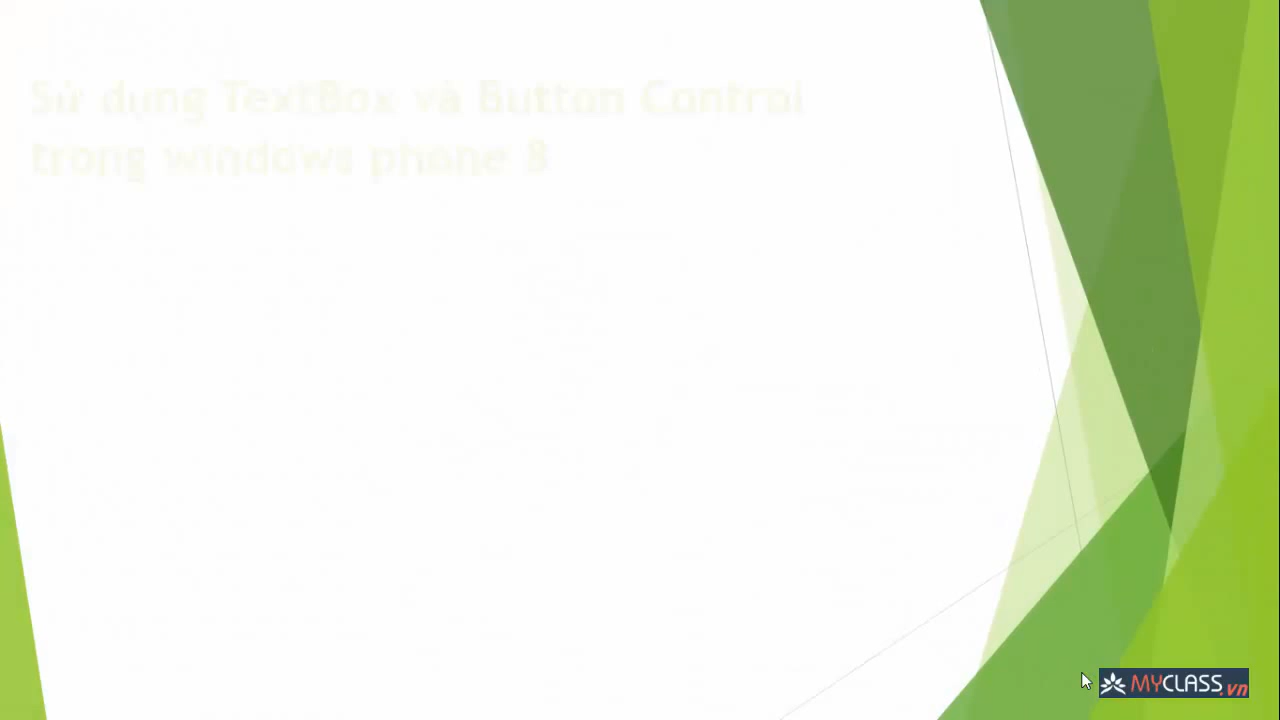 Sử dụng TextBox và Button Control
trong windows phone 8
MYCLASS.vn